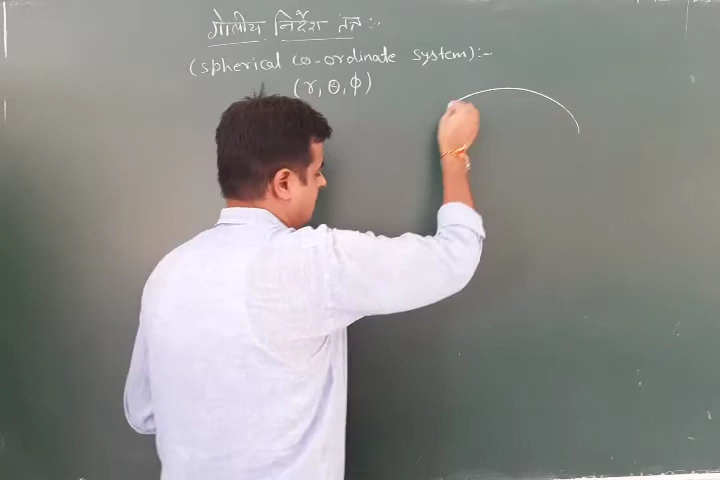 गोलीय निर्देश तंत्र :-
(spherical co-ordinate system):-
(r, θ, ϕ)